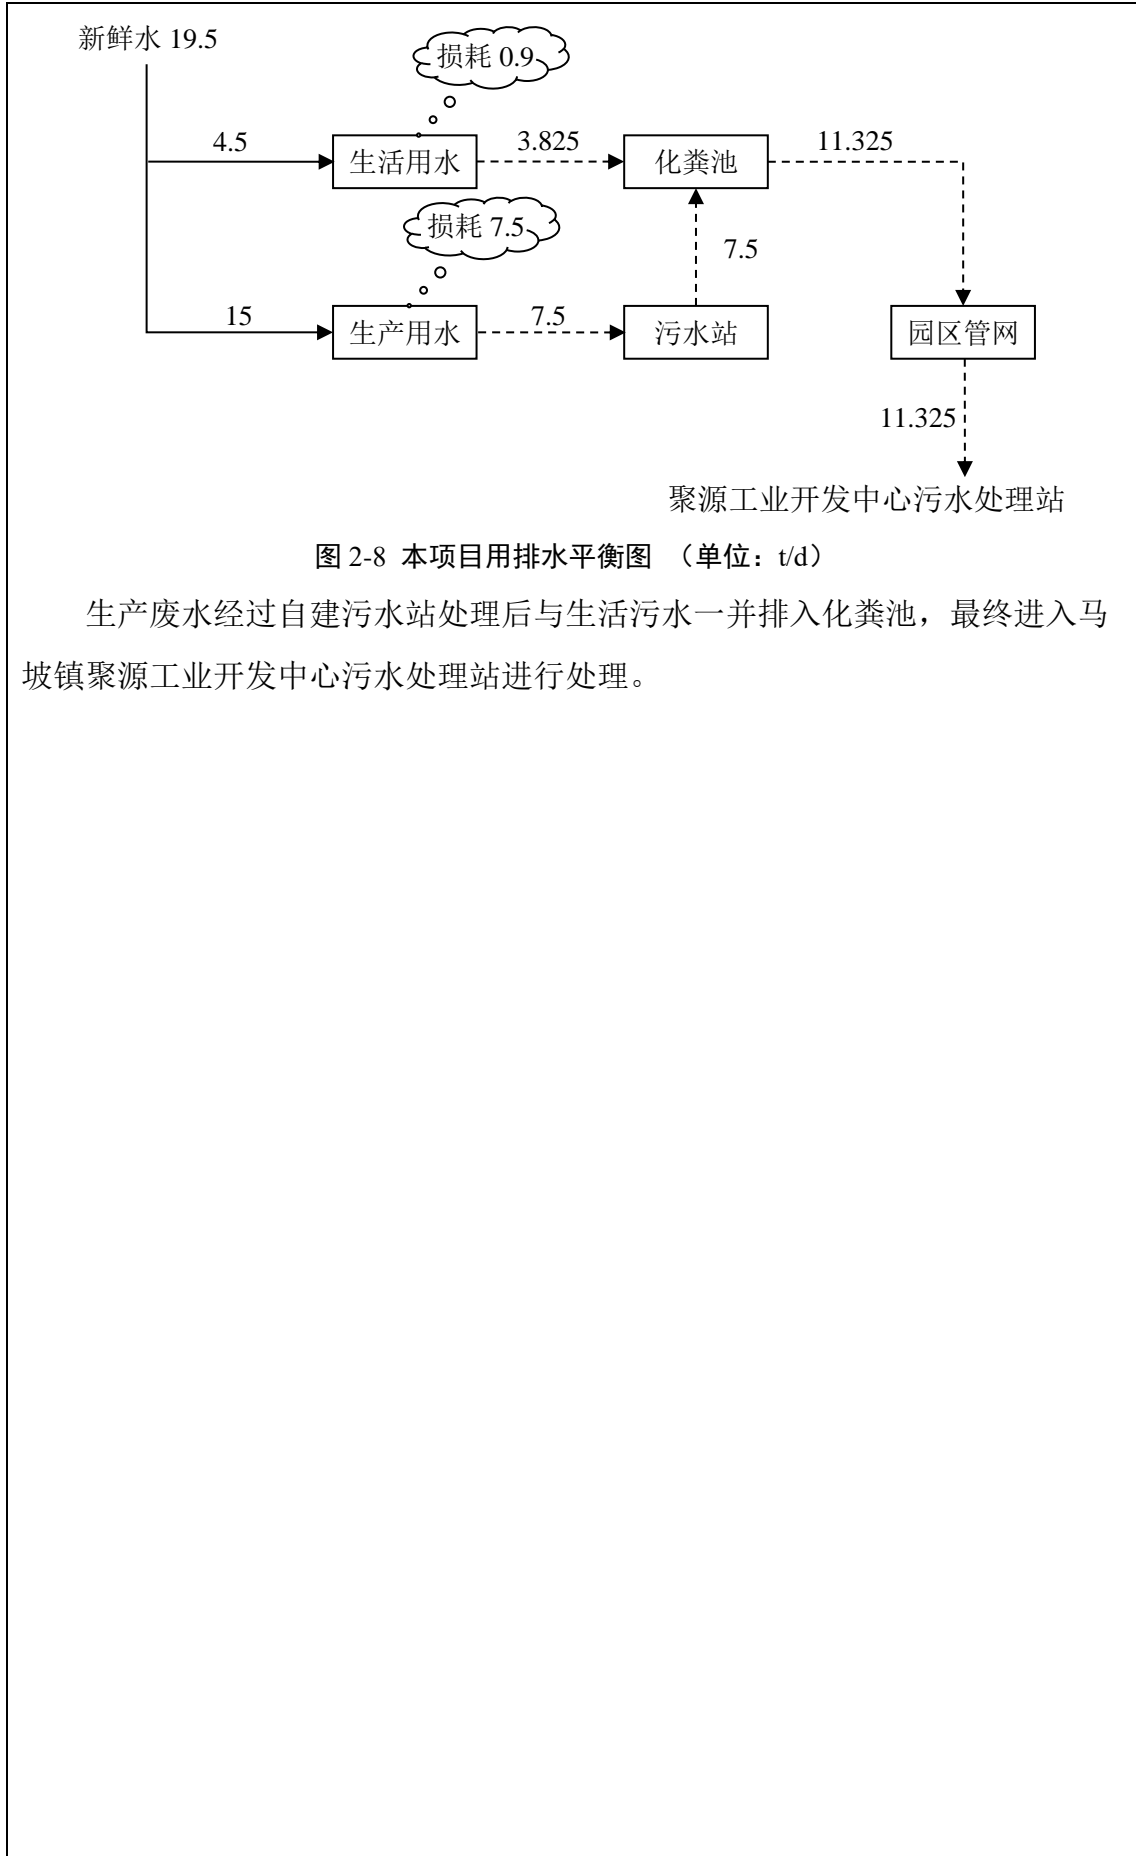 新鲜水 19.5
损耗 0.9
4.5
生活用水
3.825
化粪池
11.325
损耗 7.5
7.5
15
生产用水
7.5
污水站
园区管网
11.325
聚源工业开发中心污水处理站
图 2-8 本项目用排水平衡图 （单位：t/d）
生产废水经过自建污水站处理后与生活污水一并排入化粪池，最终进入马
坡镇聚源工业开发中心污水处理站进行处理。